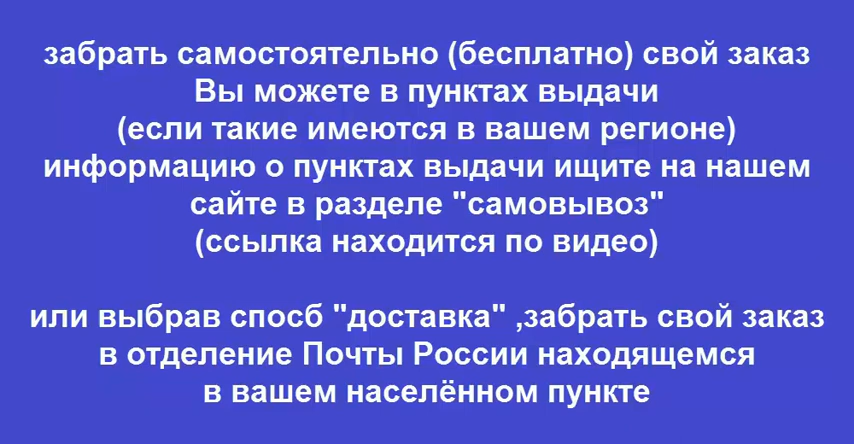 забрать самостоятельно (бесплатно) свой заказ
Вы можете в пунктах выдачи
(если такие имеются в вашем регионе)
информацию о пунктах выдачи ищите на нашем
сайте в разделе "самовывоз"
(ссылка находится по видео)
или выбрав спосб "доставка" ,забрать свой заказ
в отделение Почты России находящемся
в вашем населённом пункте